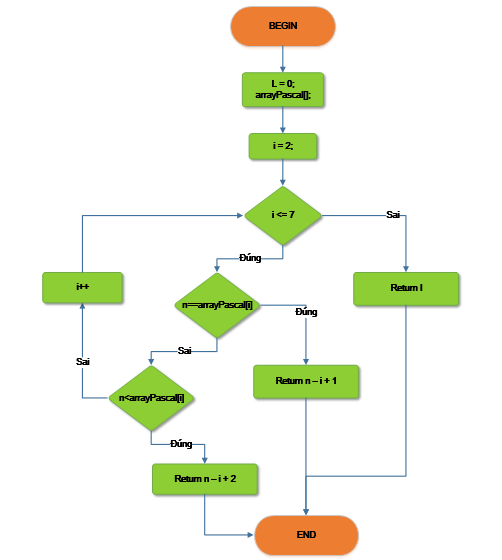 BEGIN
L = 0;
arrayPascal[];
i = 2;
i <= 7
Sai
Đúng
i++
Return l
n==arrayPascal[i]
Đúng
Sai
Sai
Return n – i + 1
n<arrayPascal[i]
Đúng
Return n – i + 2
END